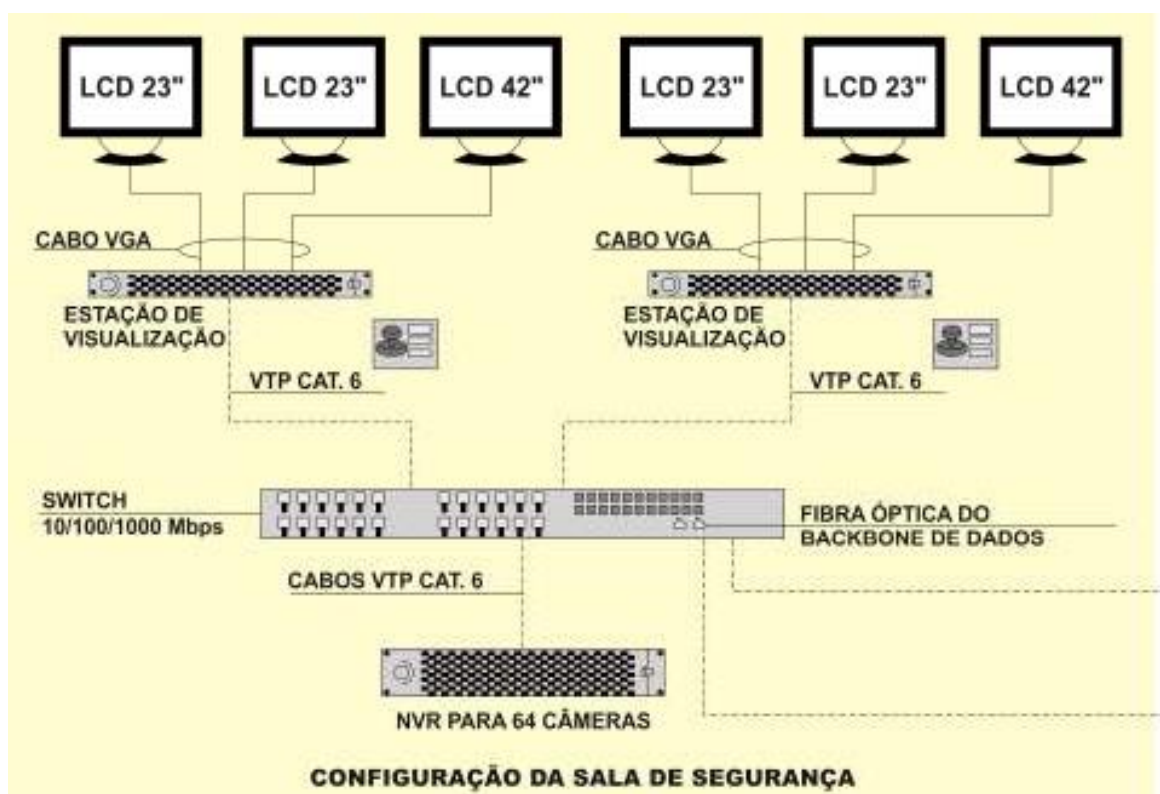 LCD 23"
LCD 23"
LCD 42"
LCD 23"
LCD 23"
LCD 42"
CABO VGA
CABO VGA
ESTAÇÃO DE
VISUALIZAÇÃO
ESTAÇÃO DE
VISUALIZAÇÃO
VTP CAT. 6
VTP CAT. 6
SWITCH
10/100/1000 Mbps
FIBRA ÓPTICA DO
BACKBONE DE DADOS
CABOS VTP CAT. 6
NVR PARA 64 CÂMERAS
CONFIGURAÇÃO DA SALA DE SEGURANÇA